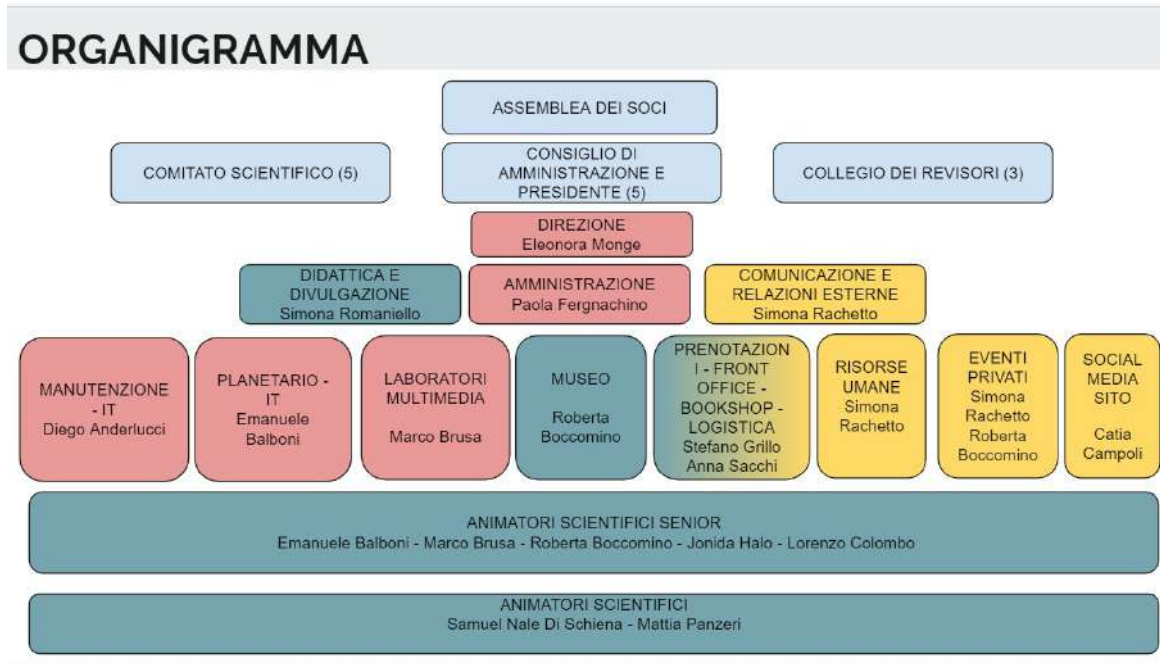 ORGANIGRAMMA
ASSEMBLEA DEI SOCI
COMITATO SCIENTIFICO (5)
CONSIGLIO DI
AMMINISTRAZIONE E
PRESIDENTE (5)
COLLEGIO DEI REVISORI (3)
DIREZIONE
Eleonora Monge
DIDATTICA E
DIVULGAZIONE
Simona Romaniello
AMMINISTRAZIONE
Paola Fergnachino
COMUNICAZIONE E
RELAZIONI ESTERNE
Simona Rachetto
MANUTENZIONE
- IT
Diego Anderlucci
PLANETARIO -
IT
Emanuele
Balboni
LABORATORI
MULTIMEDIA
Marco Brusa
MUSEO
Roberta
Boccomino
PRENOTAZION
I - FRONT
OFFICE -
BOOKSHOP -
LOGISTICA
Stefano Grillo
Anna Sacchi
RISORSE
UMANE
Simona
Rachetto
EVENTI
PRIVATI
Simona
Rachetto
Roberta
Boccomino
SOCIAL
MEDIA
SITO
Catia
Campoli
ANIMATORI SCIENTIFICI SENIOR
Emanuele Balboni - Marco Brusa - Roberta Boccomino - Jonida Halo - Lorenzo Colombo
ANIMATORI SCIENTIFICI
Samuel Nale Di Schiena - Mattia Panzeri